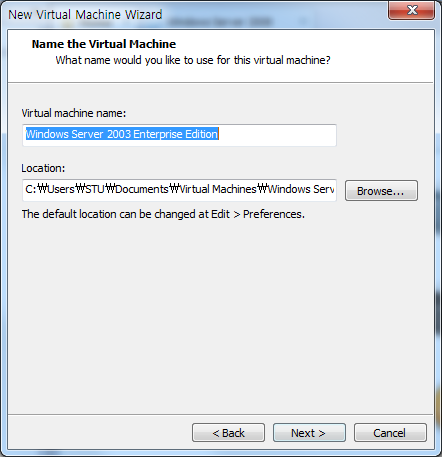 New Virtual Machine Wizard
Name the Virtual Machine
What name would you like to use for this virtual machine?
Virtual machine name:
Windows Server 2003 Enterprise Edition
Location:
C:₩Users₩STU₩Documents₩Virtual Machines₩Windows Serv
Browse...
The default location can be changed at Edit > Preferences.
< Back
Next >
Cancel